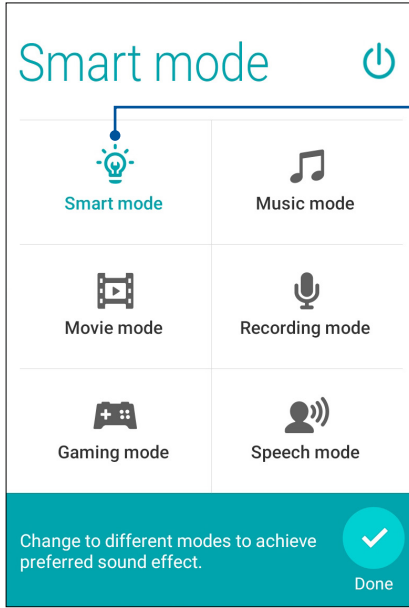 Smart mode
Smart mode
Music mode
Movie mode
Recording mode
Gaming mode
Speech mode
Change to different modes to achieve
preferred sound effect.
Done